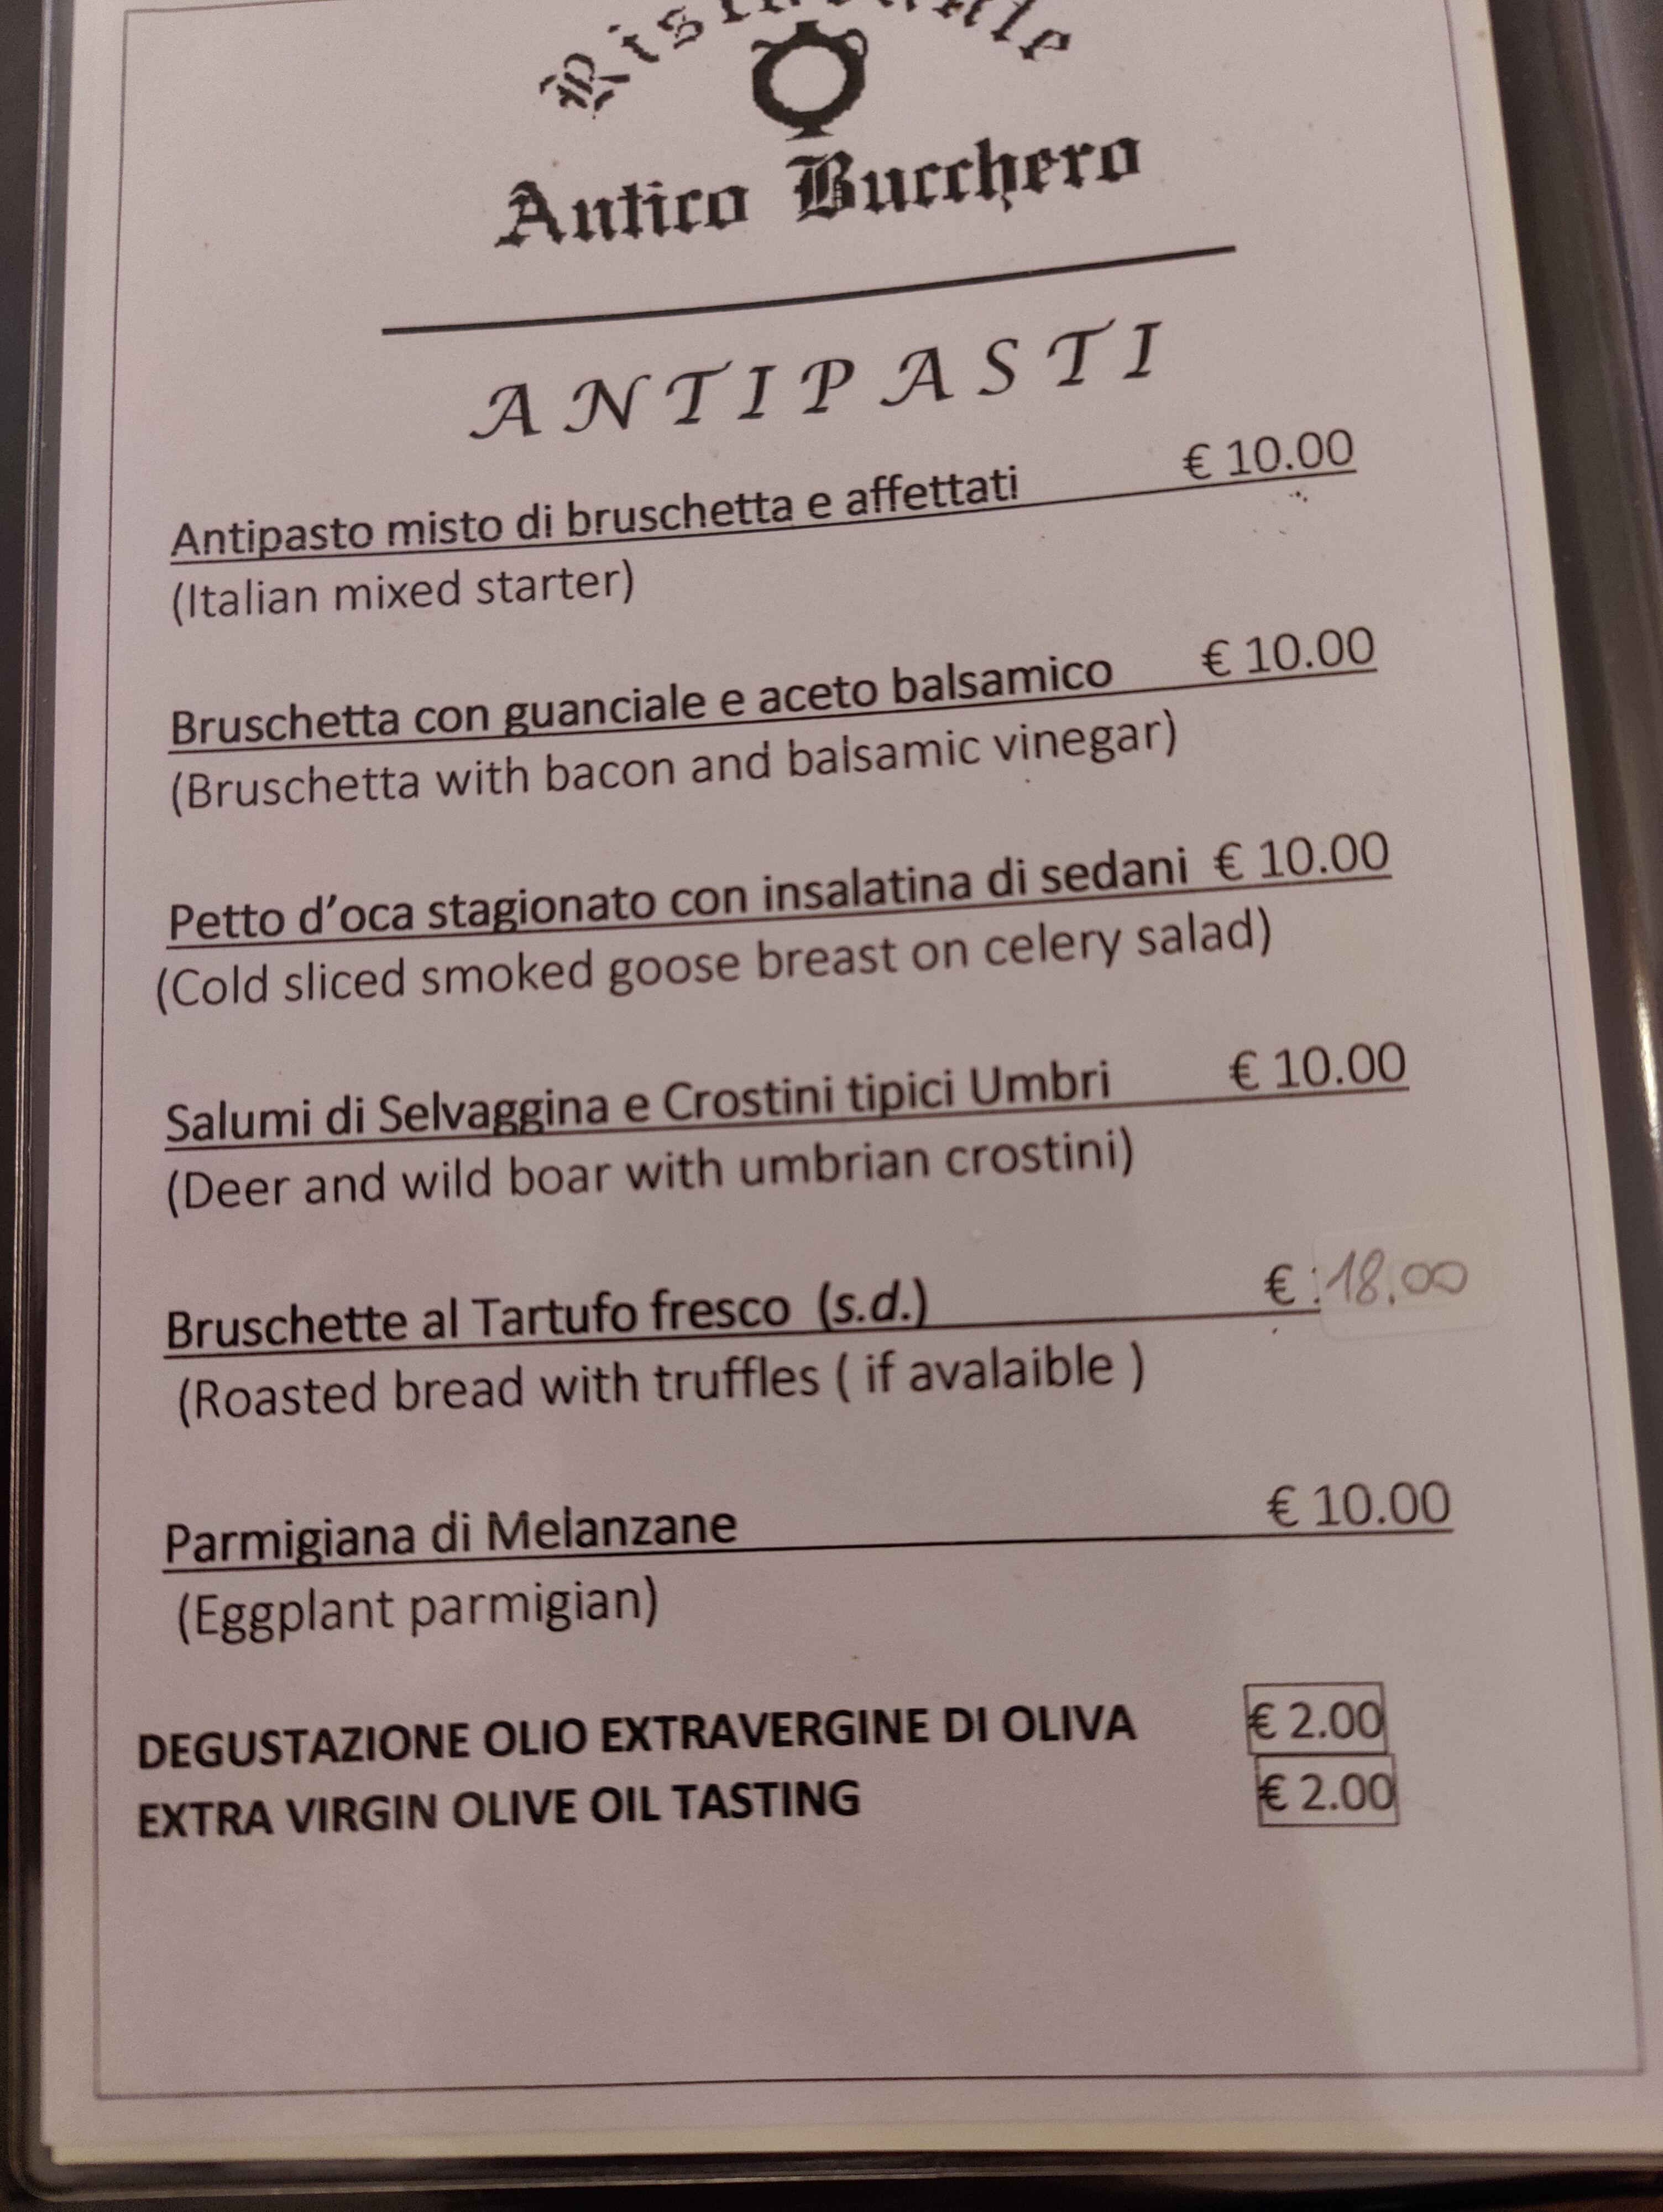 Antico Bucchero
ANTIPASTI
Antipasto misto di bruschetta e affettati € 10.00
(Italian mixed starter)
Bruschetta con guanciale e aceto balsamico € 10.00
(Bruschetta with bacon and balsamic vinegar)
Petto d’oca stagionato con insalatina di sedani € 10.00
(Cold sliced smoked goose breast on celery salad)
Salumi di Selvaggina e Crostini tipici Umbri € 10.00
(Deer and wild boar with umbrian crostini)
Bruschette al Tartufo fresco (s.d.) € 18.00
(Roasted bread with truffles ( if avalaible )
Parmigiana di Melanzane € 10.00
(Eggplant parmigian)
DEGUSTAZIONE OLIO EXTRAVERGINE DI OLIVA € 2.00
EXTRA VIRGIN OLIVE OIL TASTING € 2.00